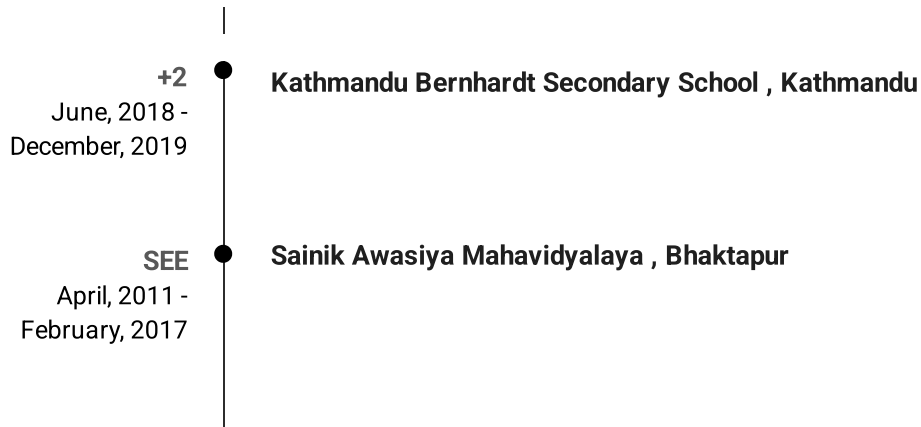 +2
June, 2018 -
December, 2019
Kathmandu Bernhardt Secondary School , Kathmandu
SEE
April, 2011 -
February, 2017
Sainik Awasiya Mahavidyalaya , Bhaktapur